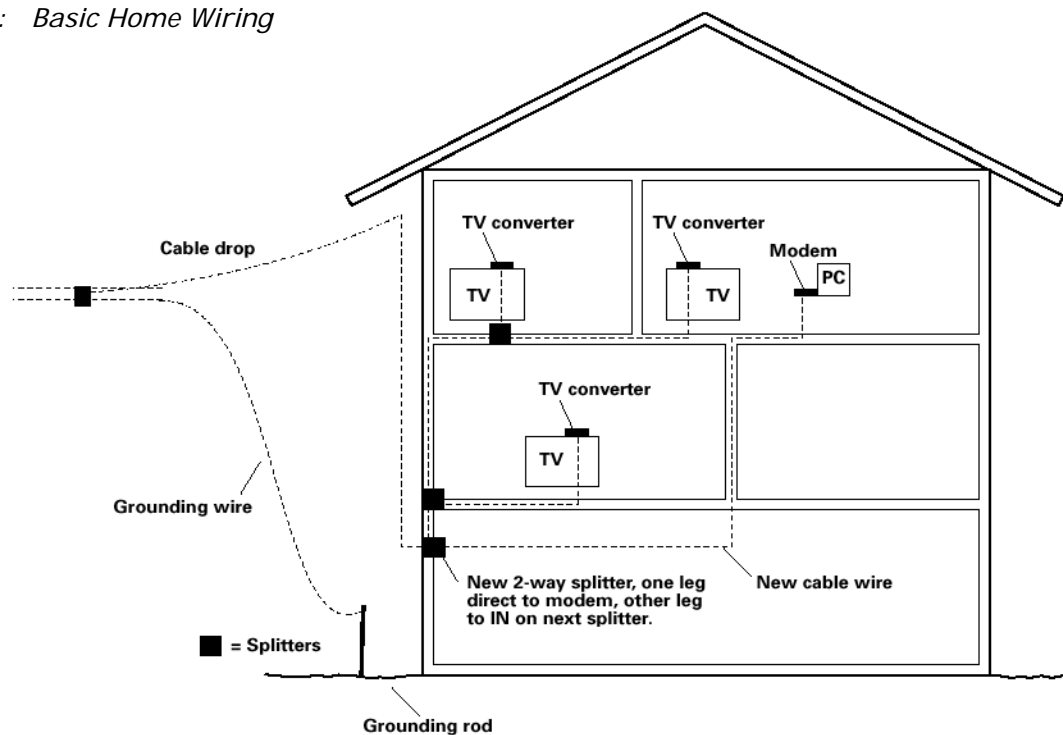 : Basic Home Wiring
TV converter
TV converter
Cable drop
Modem
PC
TV
TV
TV converter
TV
Grounding wire
New 2-way splitter, one leg
direct to modem, other leg
to IN on next splitter.
New cable wire
= Splitters
Grounding rod